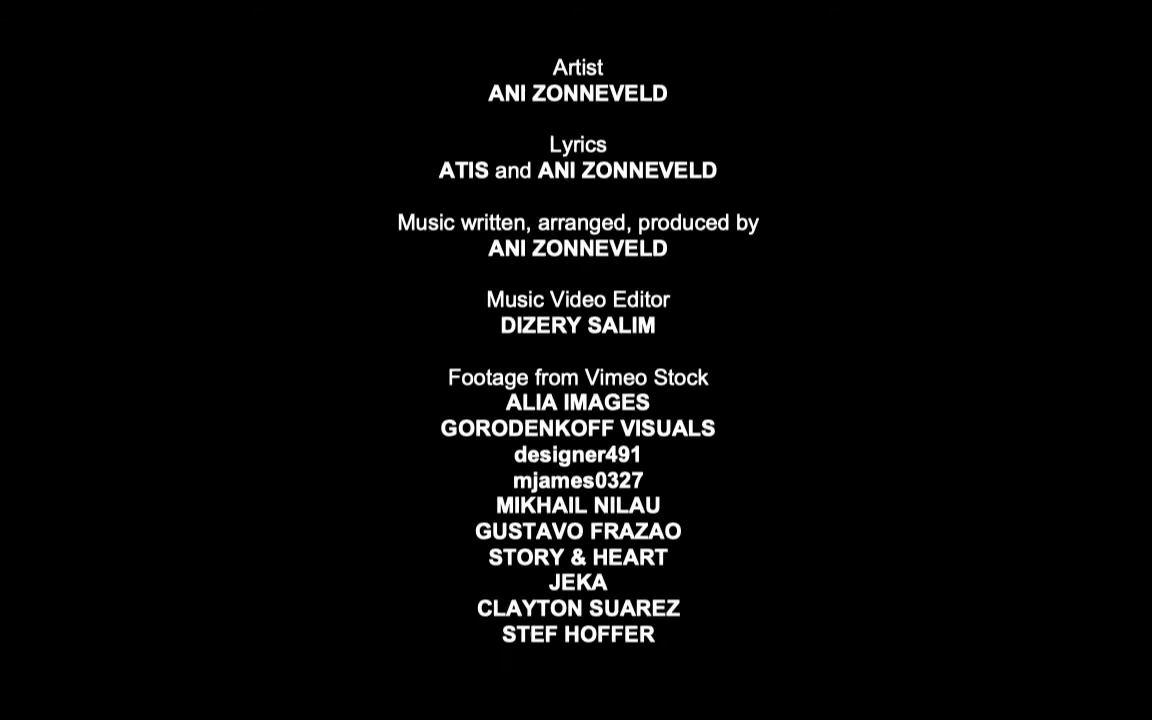 Artist
ANI ZONNEVELD
Lyrics
ATIS and ANI ZONNEVELD
Music written, arranged, produced by
ANI ZONNEVELD
Music Video Editor
DIZERY SALIM
Footage from Vimeo Stock
ALIA IMAGES
GORODENKOFF VISUALS
designer491
mjames0327
MIKHAIL NILAU
GUSTAVO FRAZAO
STORY & HEART
JEKA
CLAYTON SUAREZ
STEF HOFFER